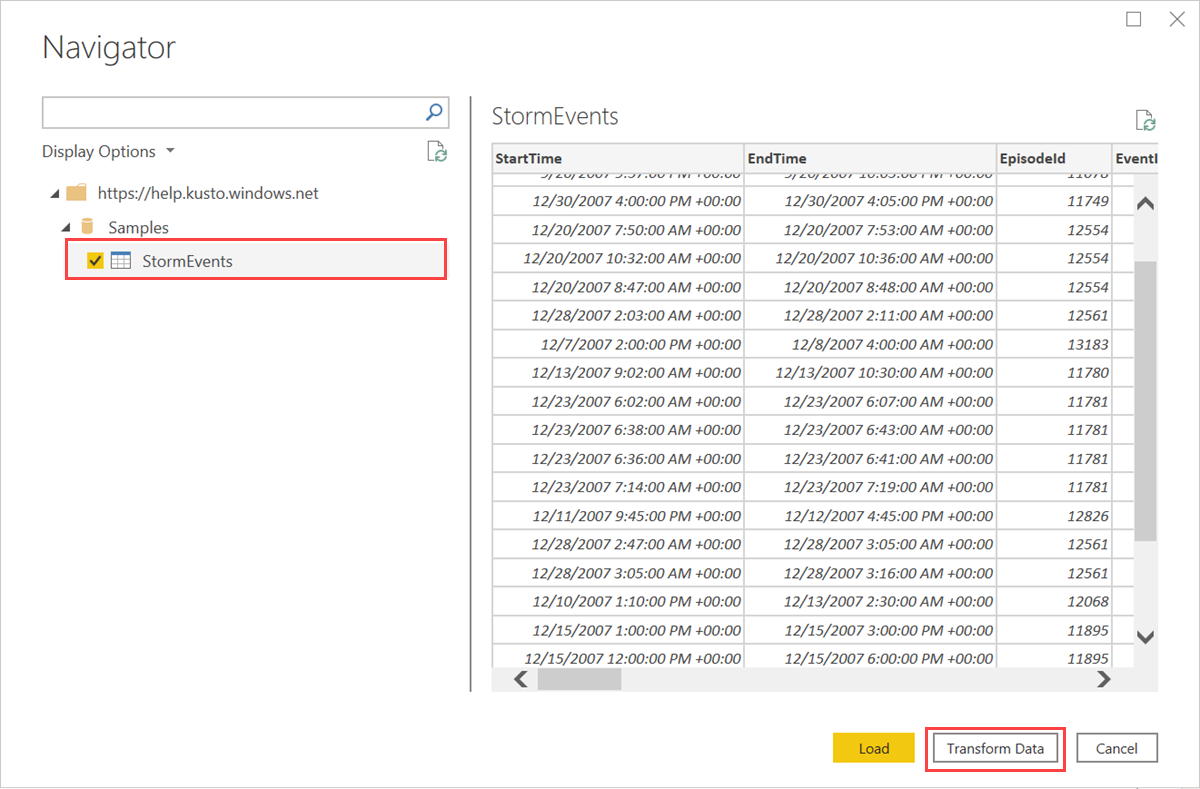 Navigator
Display Options
https://help.kusto.windows.net
Samples
StormEvents
StormEvents
StartTime EndTime EpisodeId
12/30/2007 4:00:00 PM +00:00 12/30/2007 4:05:00 PM +00:00 11749
12/20/2007 7:50:00 AM +00:00 12/20/2007 7:53:00 AM +00:00 12554
12/20/2007 10:32:00 AM +00:00 12/20/2007 10:36:00 AM +00:00 12554
12/20/2007 8:47:00 AM +00:00 12/20/2007 8:48:00 AM +00:00 12554
12/28/2007 2:03:00 AM +00:00 12/28/2007 2:11:00 AM +00:00 12561
12/7/2007 2:00:00 PM +00:00 12/8/2007 4:00:00 AM +00:00 13183
12/13/2007 9:02:00 AM +00:00 12/13/2007 10:30:00 AM +00:00 11780
12/23/2007 6:02:00 AM +00:00 12/23/2007 6:07:00 AM +00:00 11781
12/23/2007 6:38:00 AM +00:00 12/23/2007 6:43:00 AM +00:00 11781
12/23/2007 6:36:00 AM +00:00 12/23/2007 6:41:00 AM +00:00 11781
12/23/2007 7:14:00 AM +00:00 12/23/2007 7:19:00 AM +00:00 11781
12/11/2007 9:45:00 PM +00:00 12/12/2007 4:45:00 PM +00:00 12826
12/28/2007 2:47:00 AM +00:00 12/28/2007 3:05:00 AM +00:00 12561
12/28/2007 3:05:00 AM +00:00 12/28/2007 3:16:00 AM +00:00 12561
12/10/2007 1:10:00 PM +00:00 12/13/2007 2:30:00 AM +00:00 12068
12/15/2007 1:00:00 PM +00:00 12/15/2007 3:00:00 PM +00:00 11895
12/15/2007 12:00:00 PM +00:00 12/15/2007 6:00:00 PM +00:00 11895
Load Transform Data Cancel